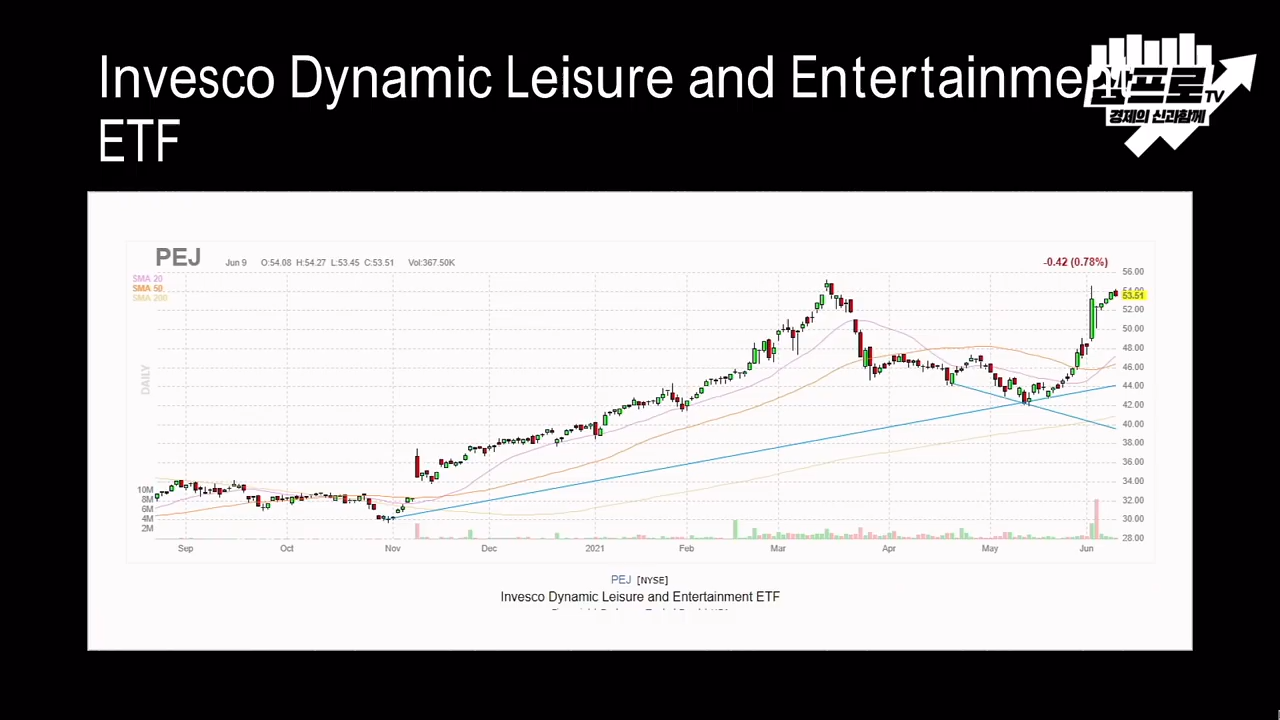 Invesco Dynamic Leisure and Entertainment
ETF
프로TV
경제의 신과함께
PEJ Jun 9 O:54.08 H:54.27 L:53.45 C:53.51 Vol:367.50K -0.42 (0.78%)
SMA 20
SMA 50
SMA 200
DAILY
56.00
54.00
53.51
52.00
50.00
48.00
46.00
44.00
42.00
40.00
38.00
36.00
34.00
32.00
30.00
28.00
10M
8M
6M
4M
2M
Sep Oct Nov Dec 2021 Feb Mar Apr May Jun
PEJ [NYSE]
Invesco Dynamic Leisure and Entertainment ETF